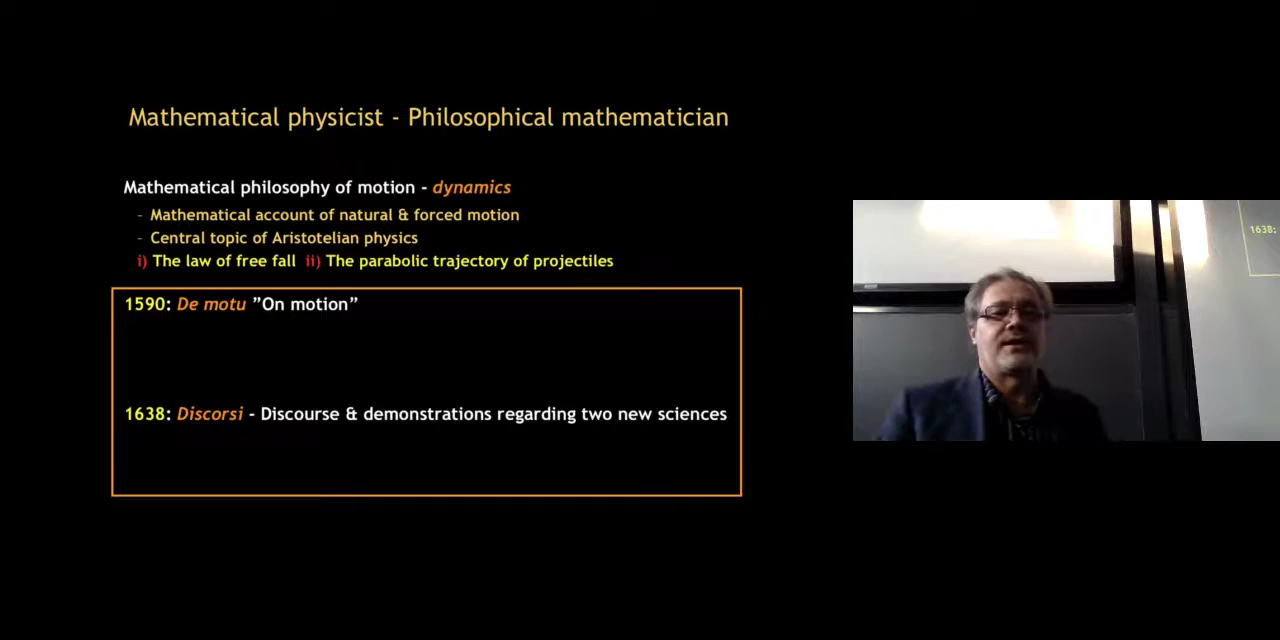 Mathematical physicist - Philosophical mathematician
Mathematical philosophy of motion - dynamics
- Mathematical account of natural & forced motion
- Central topic of Aristotelian physics
i) The law of free fall ii) The parabolic trajectory of projectiles
1590: De motu ”On motion”
1638: Discorsi - Discourse & demonstrations regarding two new sciences
1638: